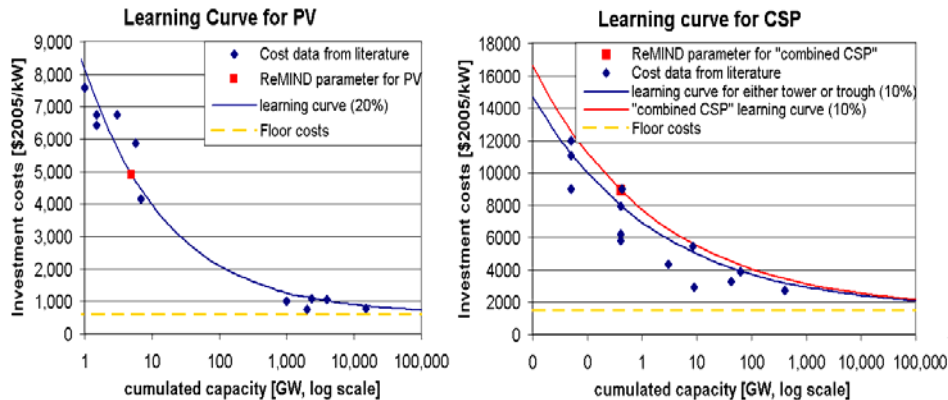 Learning Curve for PV
9,000
8,000
7,000
6,000
5,000
4,000
3,000
2,000
1,000
0
Investment costs [$2005/kW]
Cost data from literature
ReMIND parameter for PV
learning curve (20%)
Floor costs
1
10
100
1,000
10,000
100,000
cumulated capacity [GW, log scale]
Learning curve for CSP
18000
16000
14000
12000
10000
8000
6000
4000
2000
0
Investment costs [$2005/kW]
ReMIND parameter for "combined CSP"
Cost data from literature
learning curve for either tower or trough (10%)
"combined CSP" learning curve (10%)
Floor costs
0
0
1
10
100
1,000
10,000
100,000
cumulated capacity [GW, log scale]